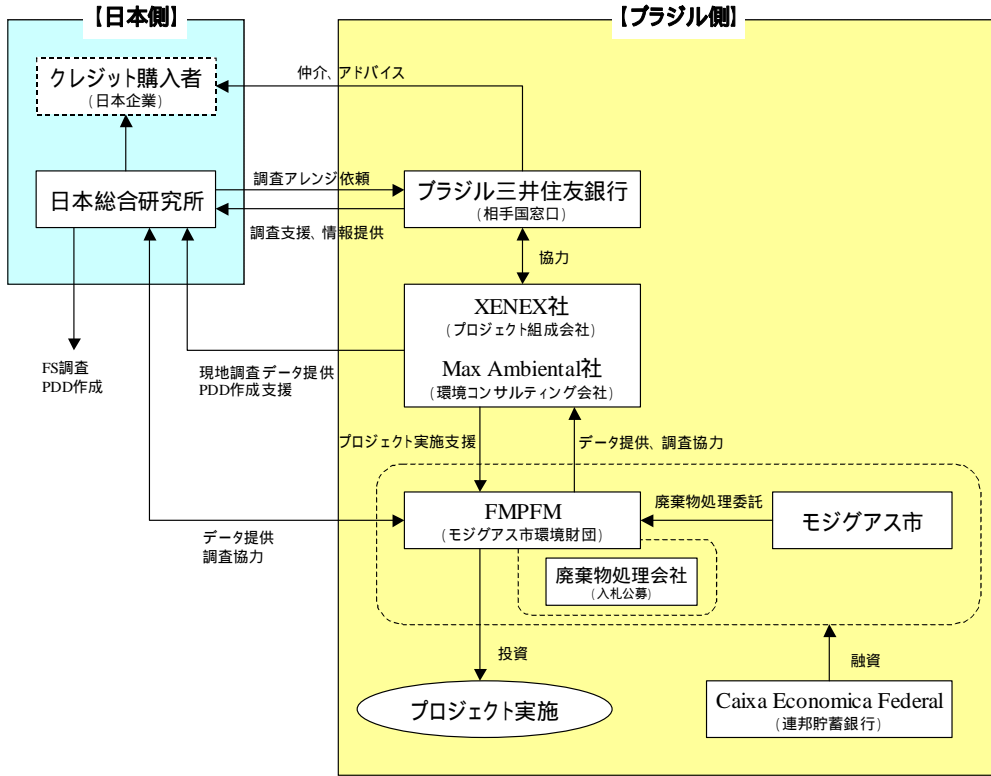 【日本側】
【ブラジル側】
クレジット購入者
(日本企業)
仲介、アドバイス
日本総合研究所
調査アレンジ依頼
調査支援、情報提供
ブラジル三井住友銀行
(相手国窓口)
協力
XENEX社
(プロジェクト組成会社)
Max Ambiental社
(環境コンサルティング会社)
FS調査
PDD作成
現地調査データ提供
PDD作成支援
プロジェクト実施支援
データ提供、調査協力
FMPFM
(モジグアス市環境財団)
廃棄物処理委託
モジグアス市
データ提供
調査協力
廃棄物処理会社
(入札公募)
投資
融資
プロジェクト実施
Caixa Economica Federal
(連邦貯蓄銀行)